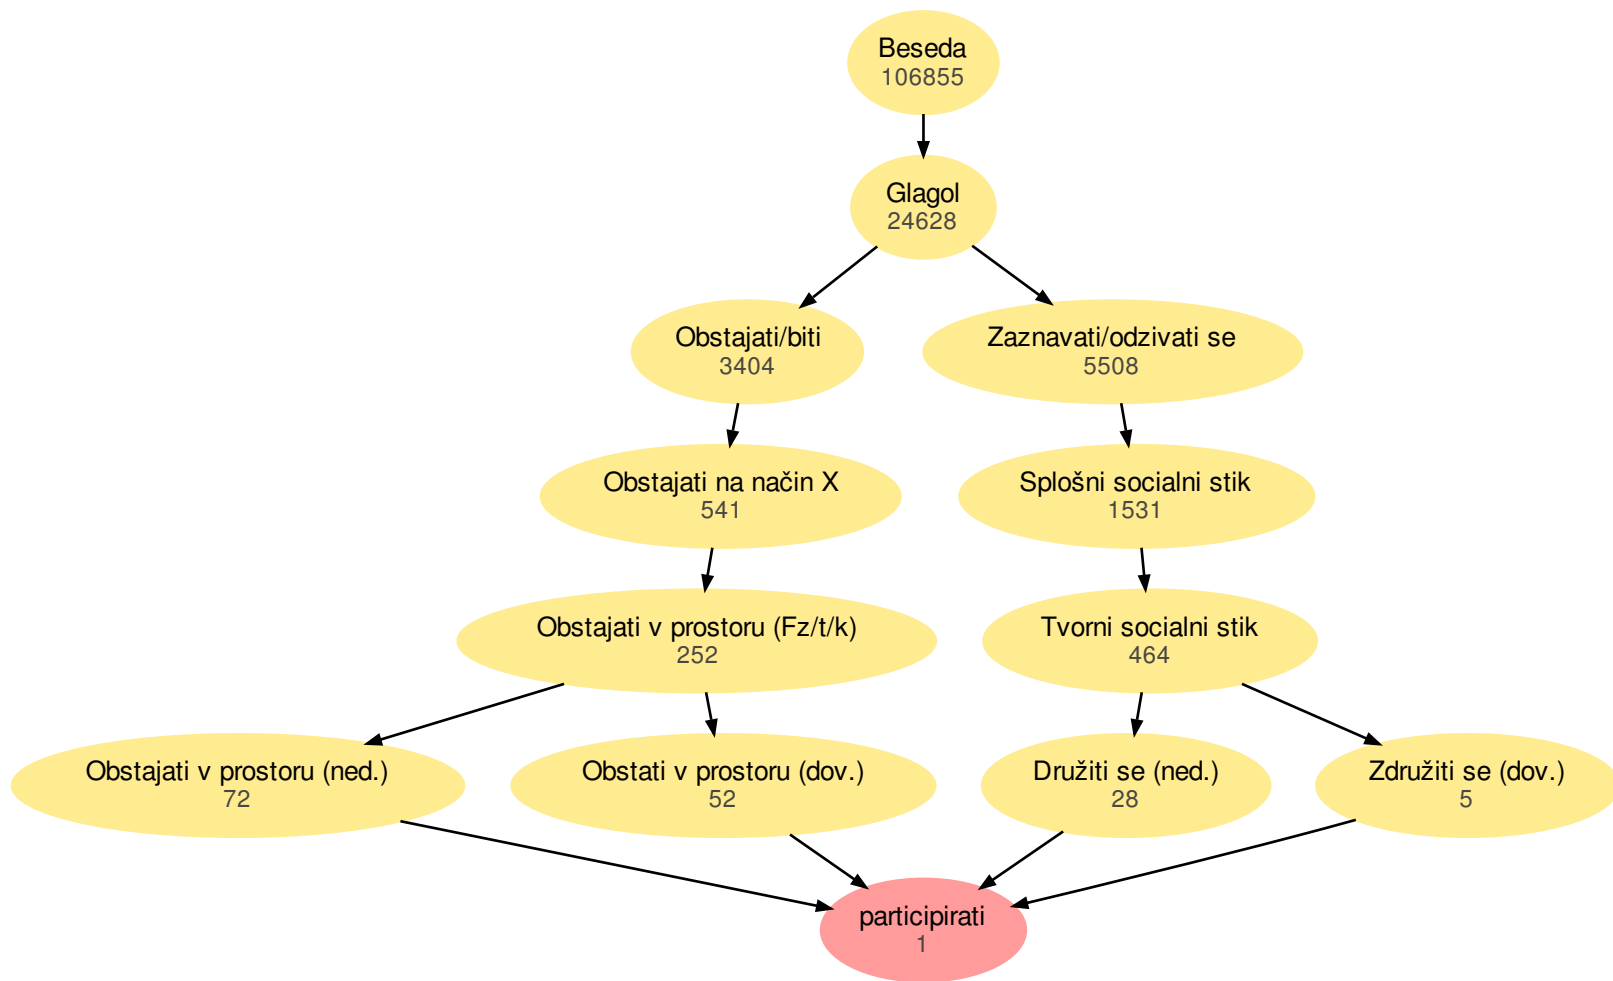 Beseda
106855
Glagol
24628
Obstajati/biti
3404
Zaznavati/odzivati se
5508
Obstajati na način X
541
Splošni socialni stik
1531
Obstajati v prostoru (Fz/t/k)
252
Tvorni socialni stik
464
Obstajati v prostoru (ned.)
72
Obstati v prostoru (dov.)
52
Družiti se (ned.)
28
Združiti se (dov.)
5
participirati
1